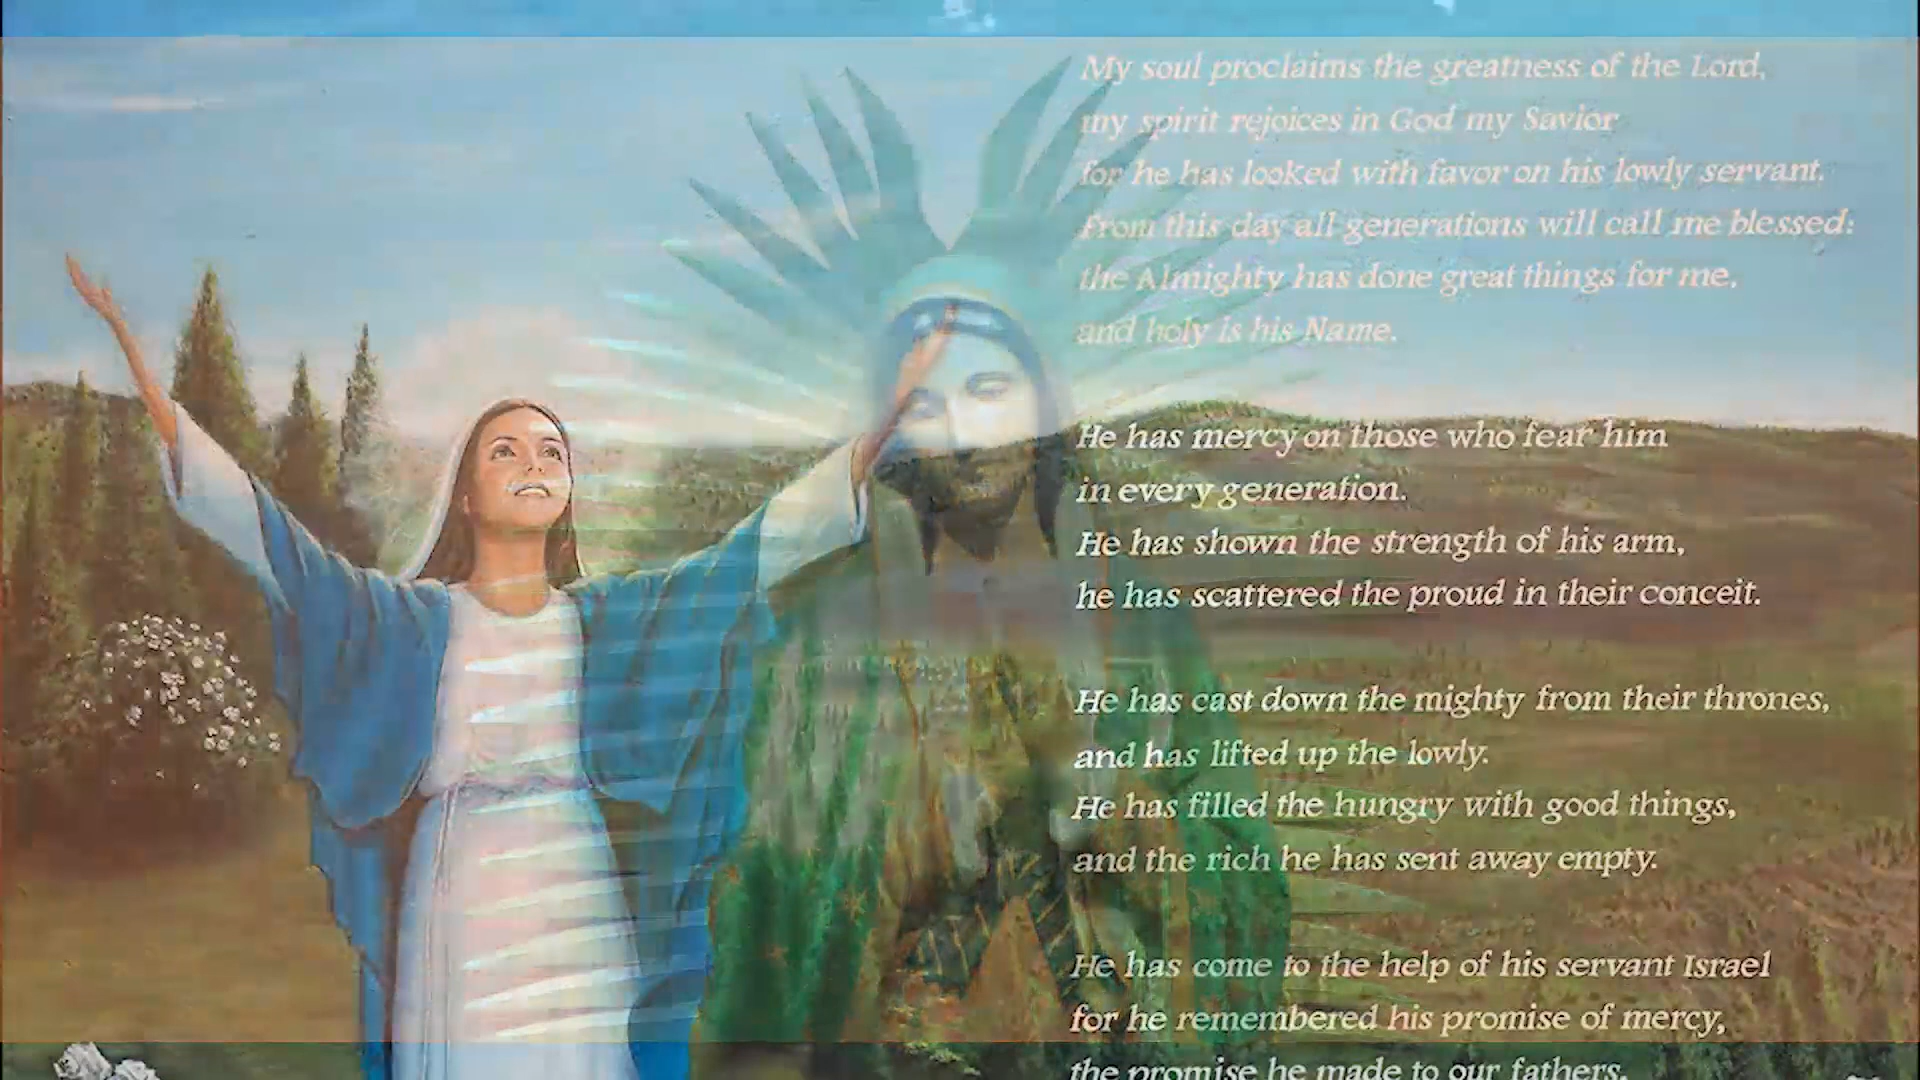 My soul proclaims the greatness of the Lord,
my spirit rejoices in God my Savior
for he has looked with favor on his lowly servant.
From this day all generations will call me blessed:
the Almighty has done great things for me,
and holy is his Name.
He has mercy on those who fear him
in every generation.
He has shown the strength of his arm,
he has scattered the proud in their conceit.
He has cast down the mighty from their thrones,
and has lifted up the lowly.
He has filled the hungry with good things,
and the rich he has sent away empty.
He has come to the help of his servant Israel
for he remembered his promise of mercy,
the promise he made to our fathers,